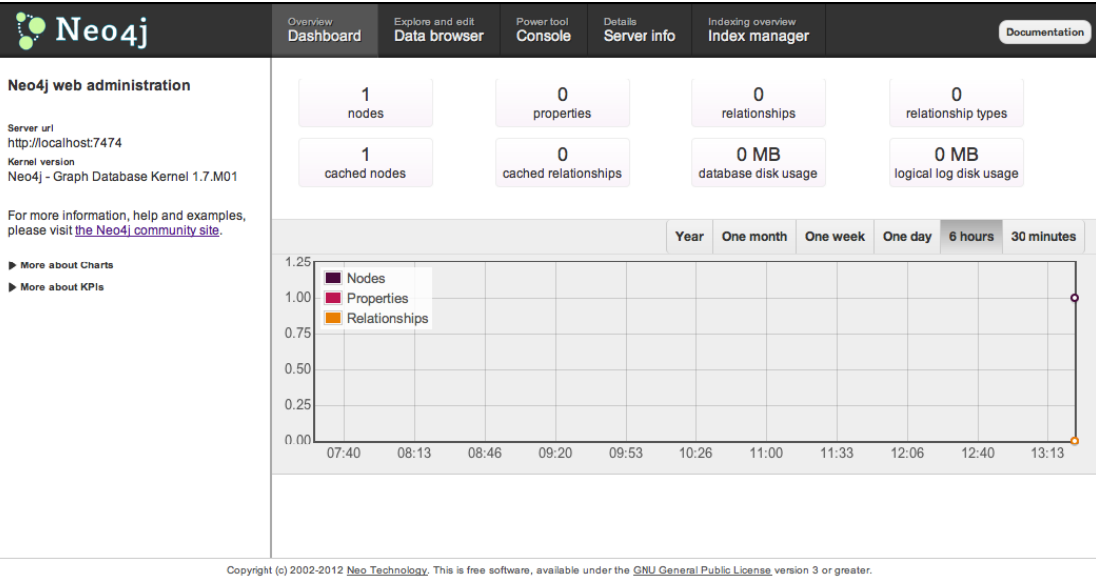 Neo4j
Overview
Dashboard
Explore and edit
Data browser
Power tool
Console
Details
Server info
Indexing overview
Index manager
Documentation
Neo4j web administration
Server url
http://localhost:7474
Kernel version
Neo4j - Graph Database Kernel 1.7.M01
For more information, help and examples,
please visit the Neo4j community site.
More about Charts
More about KPIs
1
nodes
0
properties
0
relationships
0
relationship types
1
cached nodes
0
cached relationships
0 MB
database disk usage
0 MB
logical log disk usage
Year One month One week One day 6 hours 30 minutes
1.25
1.00
0.75
0.50
0.25
0.00
Nodes
Properties
Relationships
07:40 08:13 08:46 09:20 09:53 10:26 11:00 11:33 12:06 12:40 13:13
Copyright (c) 2002-2012 Neo Technology. This is free software, available under the GNU General Public License version 3 or greater.